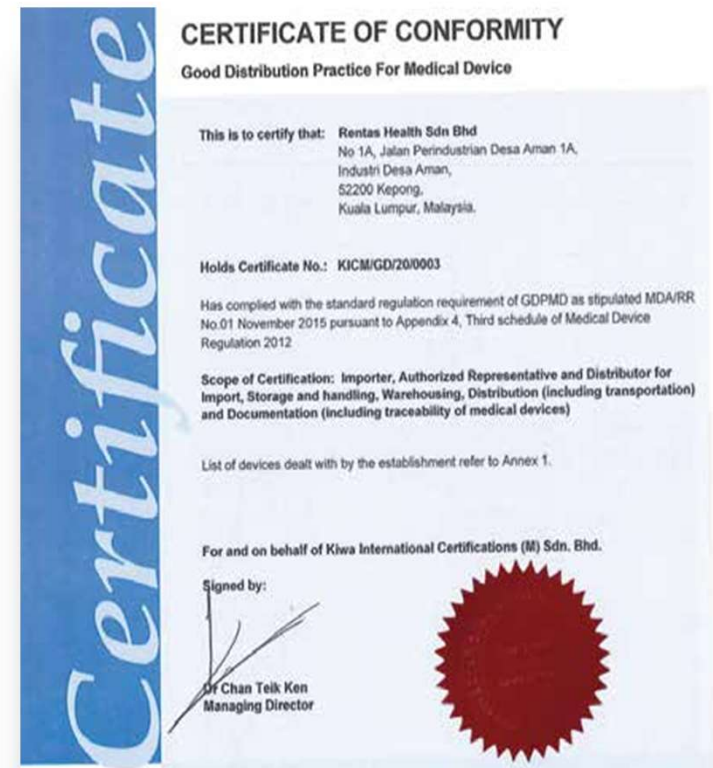 Certificate
CERTIFICATE OF CONFORMITY
Good Distribution Practice For Medical Device
This is to certify that: Rentas Health Sdn Bhd
No 1A, Jalan Perindustrian Desa Aman 1A,
Industri Desa Aman,
52200 Kepong,
Kuala Lumpur, Malaysia.
Holds Certificate No.: KICM/GD/20/0003
Has complied with the standard regulation requirement of GDPMD as stipulated MDA/RR
No.01 November 2015 pursuant to Appendix 4, Third schedule of Medical Device
Regulation 2012
Scope of Certification: Importer, Authorized Representative and Distributor for
Import, Storage and handling, Warehousing, Distribution (including transportation)
and Documentation (including traceability of medical devices)
List of devices dealt with by the establishment refer to Annex 1.
For and on behalf of Kiwa International Certifications (M) Sdn. Bhd.
Signed by:
Dr Chan Teik Ken
Managing Director